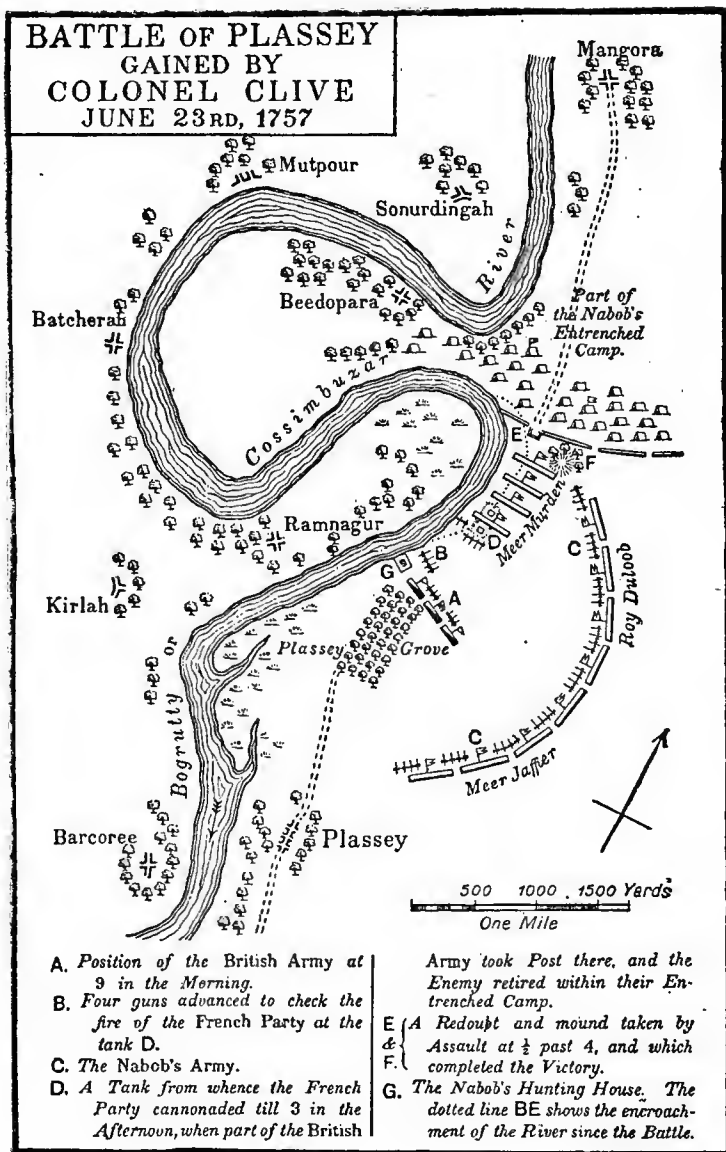 BATTLE OF PLASSEY
GAINED BY
COLONEL CLIVE
JUNE 23RD, 1757
Mangora
Mutpour
Sonurdingah
River
Beedopara
Batcherah
Part of
the Nabob's
Entrenched
Camp.
Cossimbuzar
E
F
Meer Murden
Ramnagur
D
C
Roy Duloob
B
G
A
Kirlah
Plassey Grove
Bogrutty or
C
Meer Jaffier
Barcoree
Plassey
500 1000 1500 Yards
One Mile
A. Position of the British Army at
9 in the Morning.
B. Four guns advanced to check the
fire of the French Party at the
tank D.
C. The Nabob's Army.
D. A Tank from whence the French
Party cannonaded till 3 in the
Afternoon, when part of the British
Army took Post there, and the
Enemy retired within their En-
trenched Camp.
E & F. A Redoubt and mound taken by
Assault at ½ past 4, and which
completed the Victory.
G. The Nabob's Hunting House. The
dotted line BE shows the encroach-
ment of the River since the Battle.